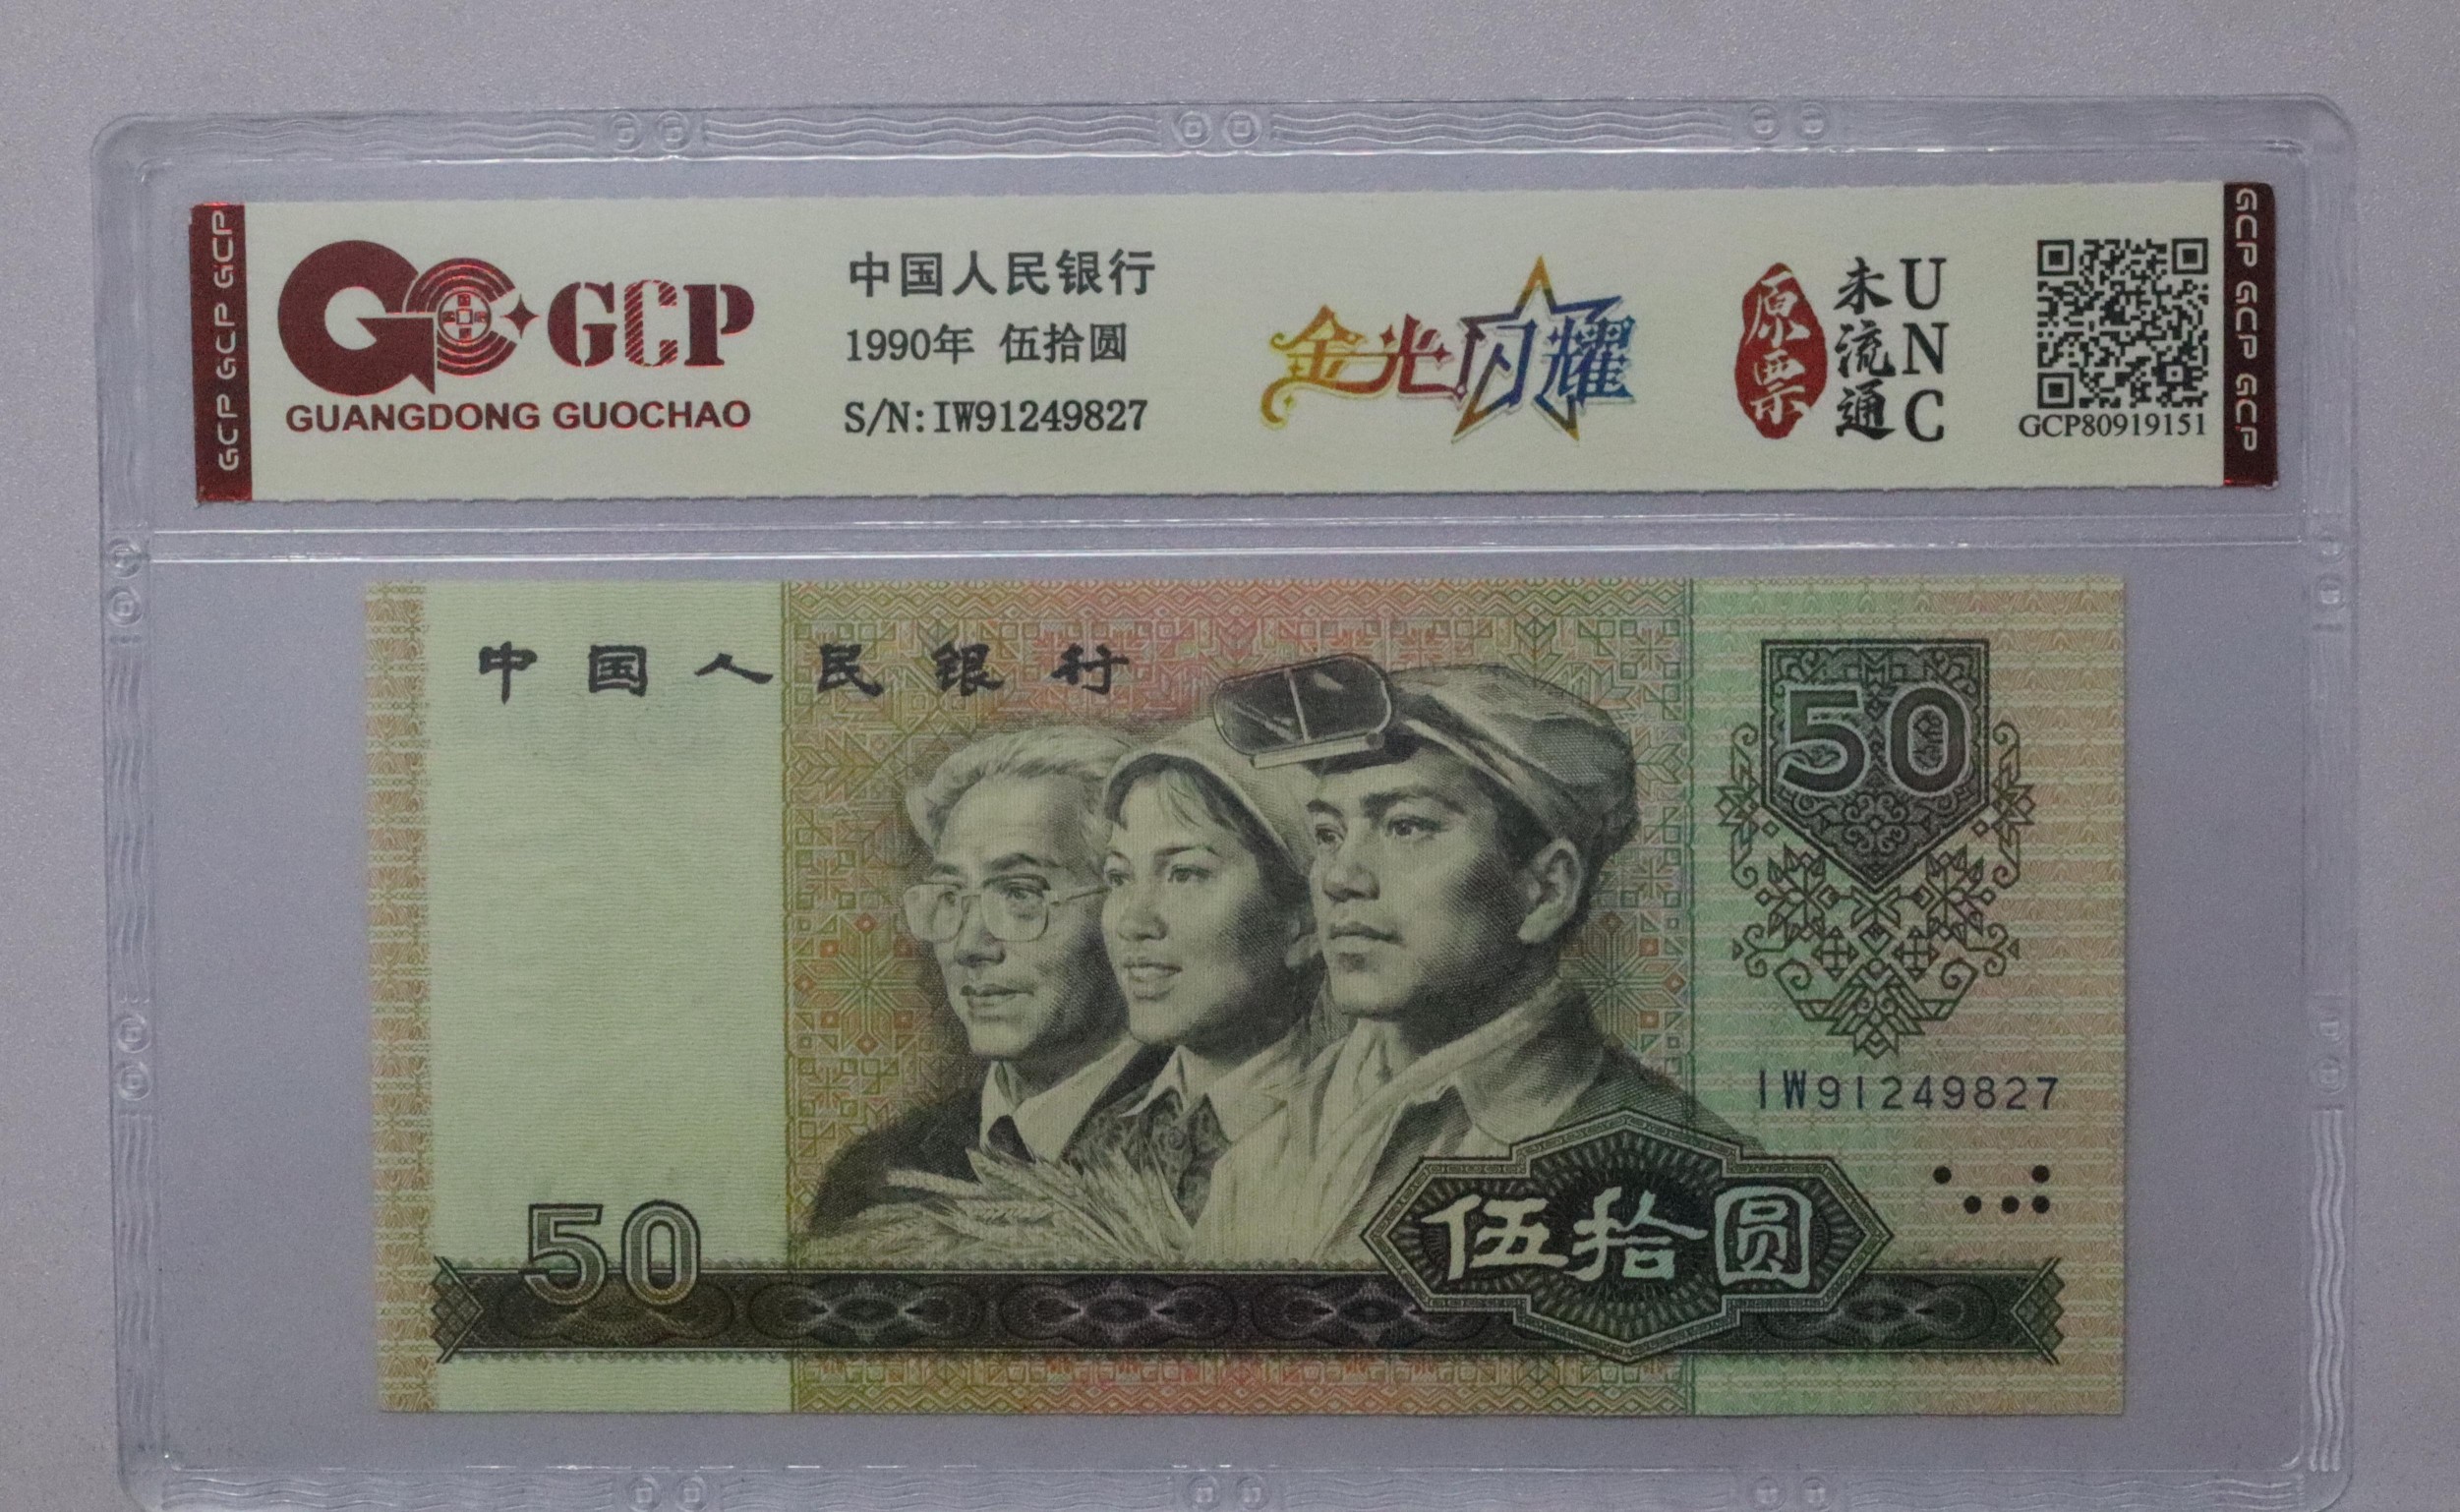 GCP GCP GCP
GCP
GUANGDONG GUOCHAO
中国人民银行
1990年 伍拾圆
S/N:IW91249827
金光闪耀
原票
未流通
UNC
GCP80919151
GCP GCP GCP
中国人民银行
50
IW91249827
50
伍拾圆